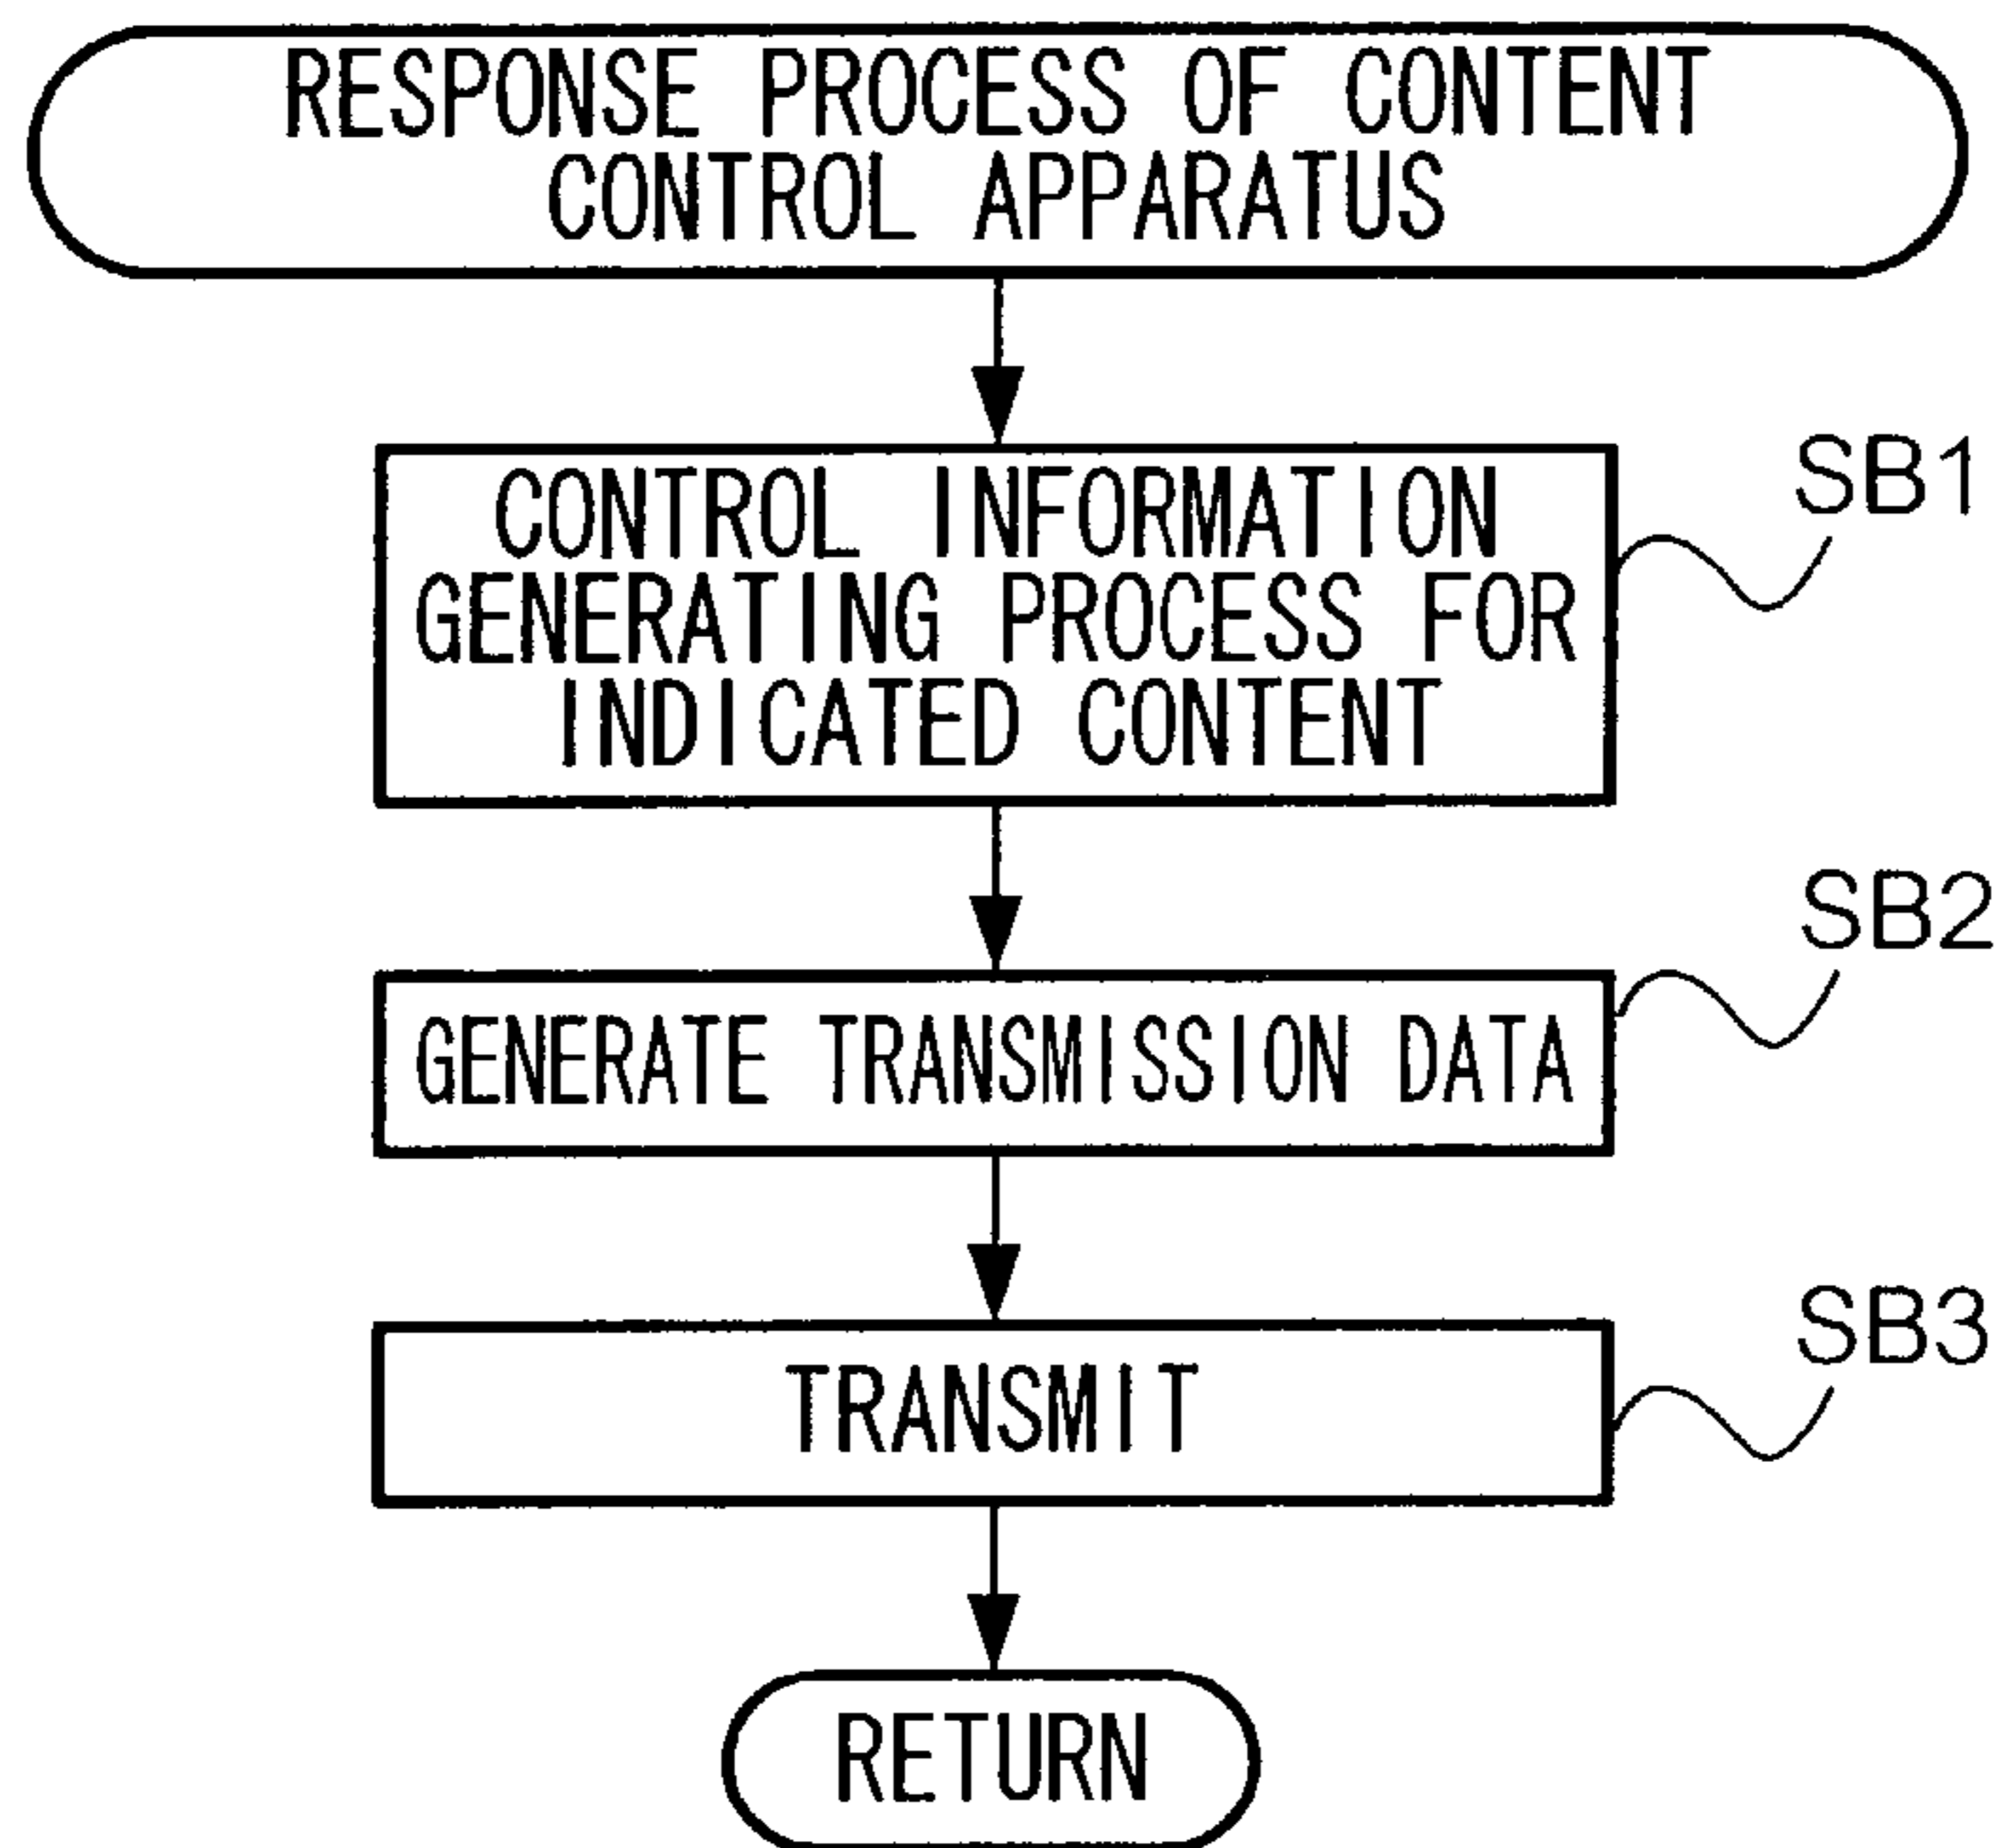 RESPONSE PROCESS OF CONTENT
CONTROL APPARATUS
CONTROL INFORMATION
GENERATING PROCESS FOR
INDICATED CONTENT
SB1
GENERATE TRANSMISSION DATA
SB2
TRANSMIT
SB3
RETURN